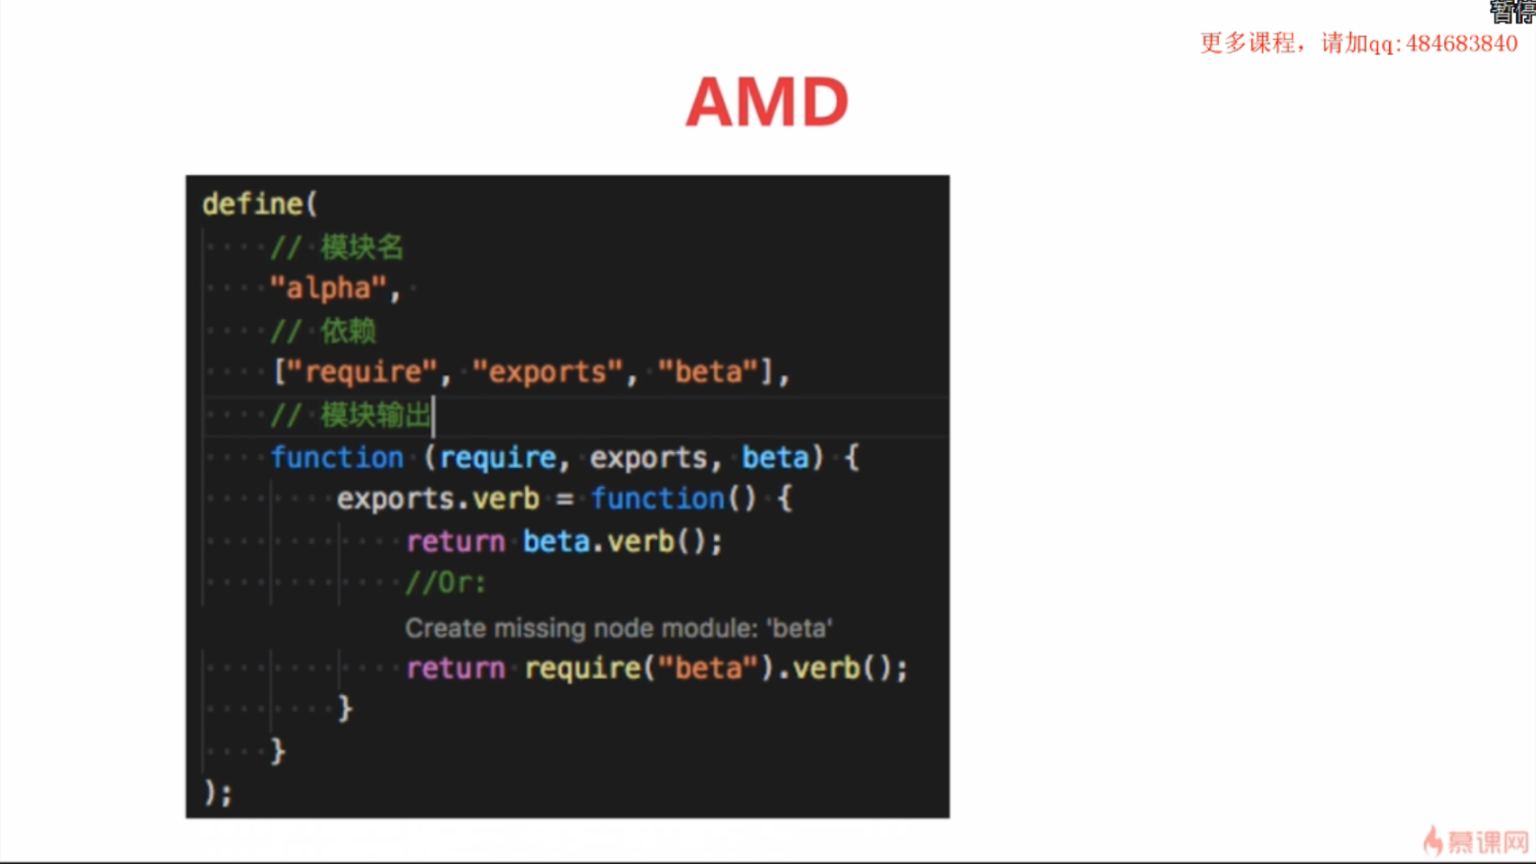 暂停
更多课程，请加qq:484683840
AMD
define(
// 模块名
"alpha",
// 依赖
["require", "exports", "beta"],
// 模块输出
function (require, exports, beta) {
exports.verb = function() {
return beta.verb();
//Or:
Create missing node module: 'beta'
return require("beta").verb();
}
}
);
慕课网